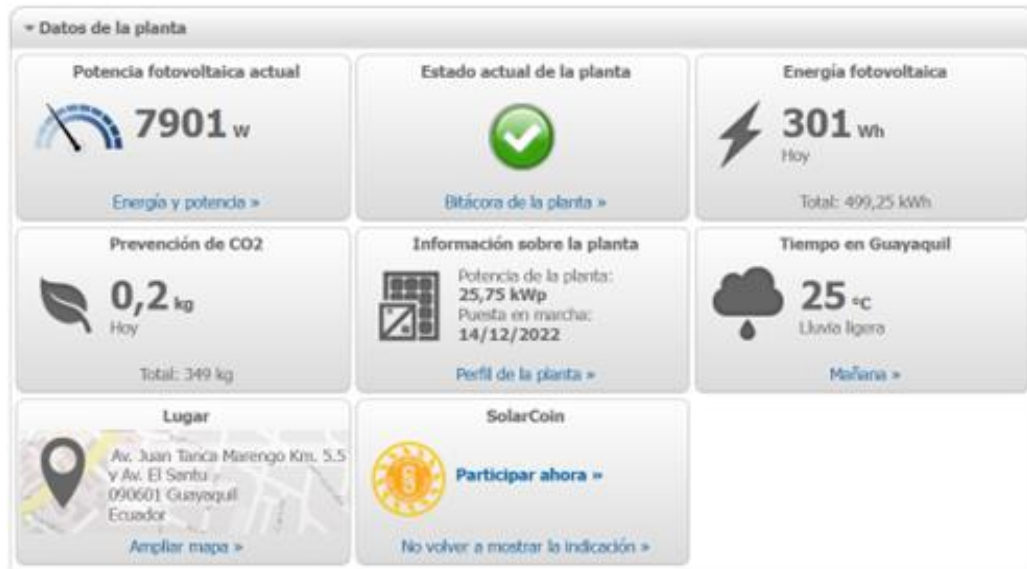 Datos de la planta
Potencia fotovoltaica actual
7901 W
Energía y potencia »
Estado actual de la planta
Bitácora de la planta »
Energía fotovoltaica
301 Wh
Hoy
Total: 499,25 kWh
Prevención de CO2
0,2 kg
Hoy
Total: 349 kg
Información sobre la planta
Potencia de la planta:
25,75 kWp
Puesta en marcha:
14/12/2022
Perfil de la planta »
Tiempo en Guayaquil
25 °C
Lluvia ligera
Mañana »
Lugar
Av. Juan Tanca Marengo Km. 5.5
y Av. El Santu
090601 Guayaquil
Ecuador
Ampliar mapa »
SolarCoin
Participar ahora »
No volver a mostrar la indicación »